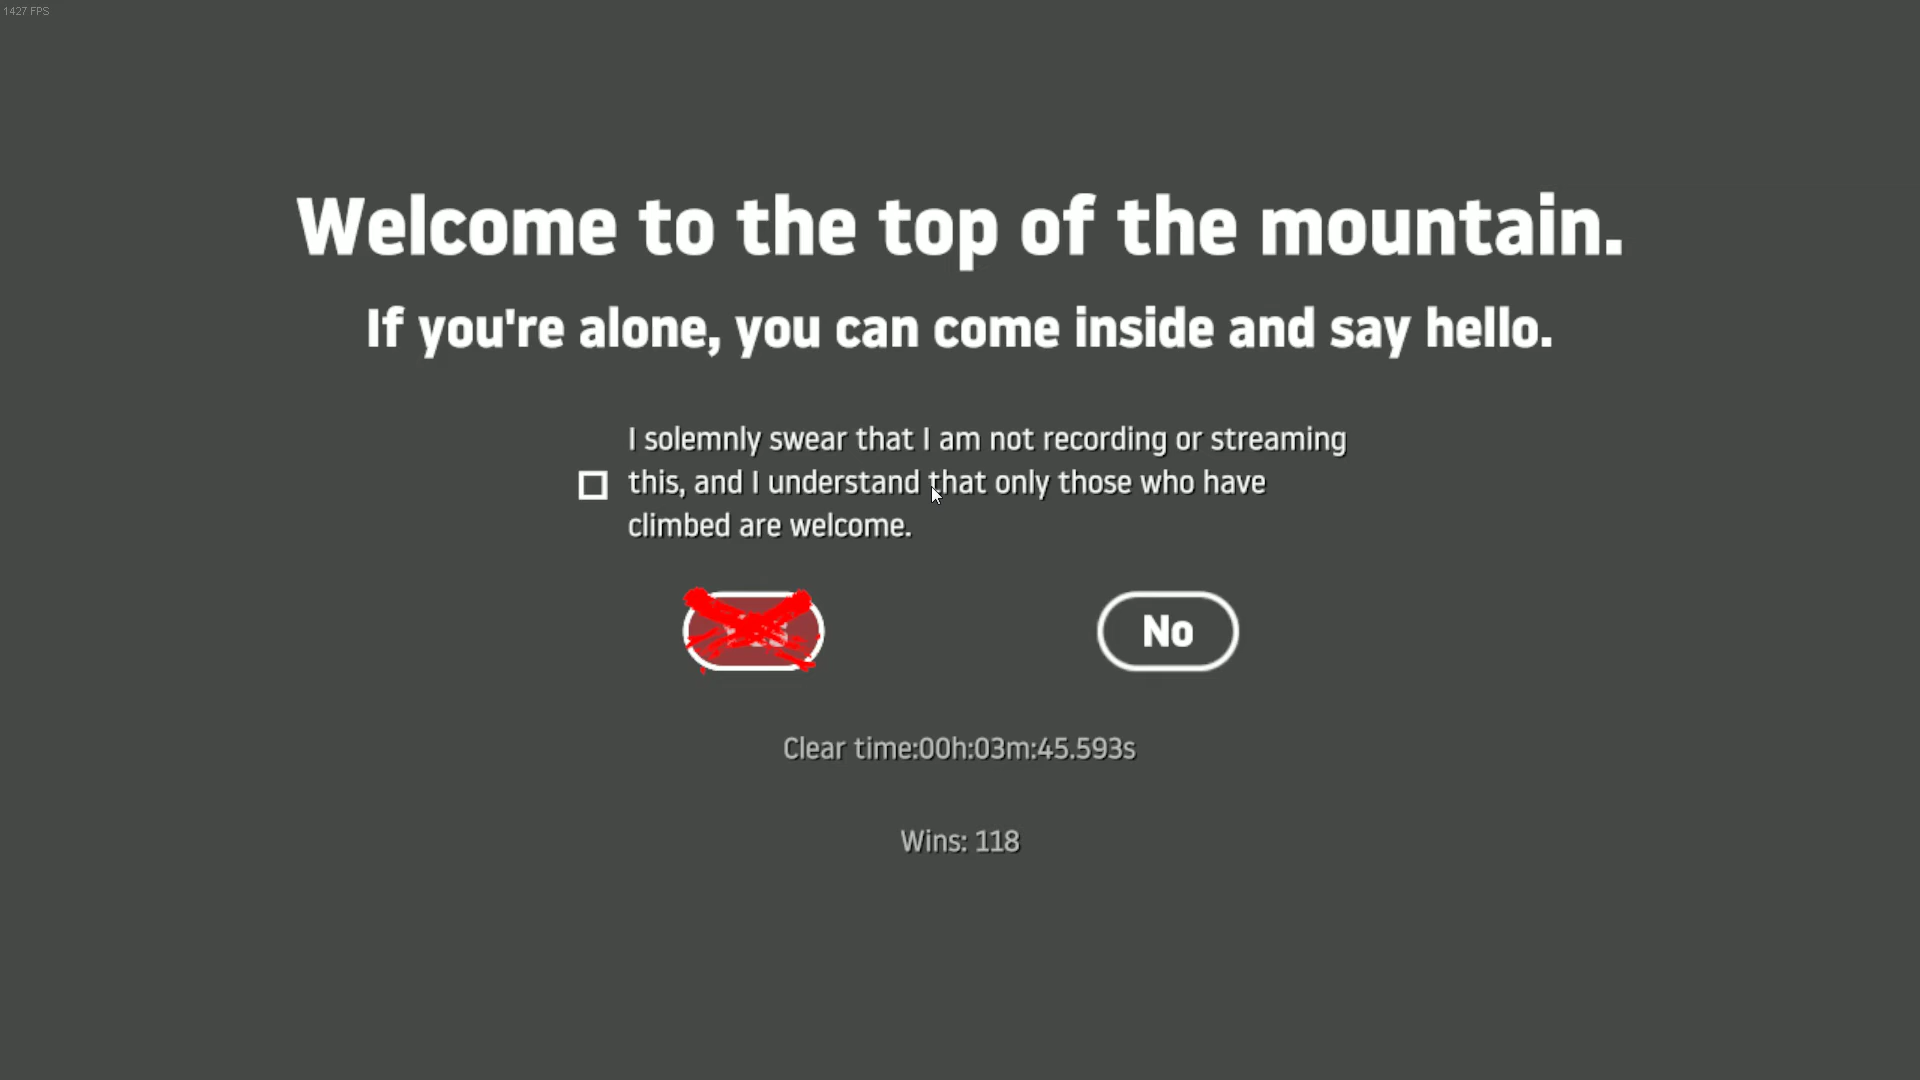 1427 FPS
Welcome to the top of the mountain.
If you're alone, you can come inside and say hello.
I solemnly swear that I am not recording or streaming
this, and I understand that only those who have
climbed are welcome.
No
Clear time:00h:03m:45.593s
Wins: 118